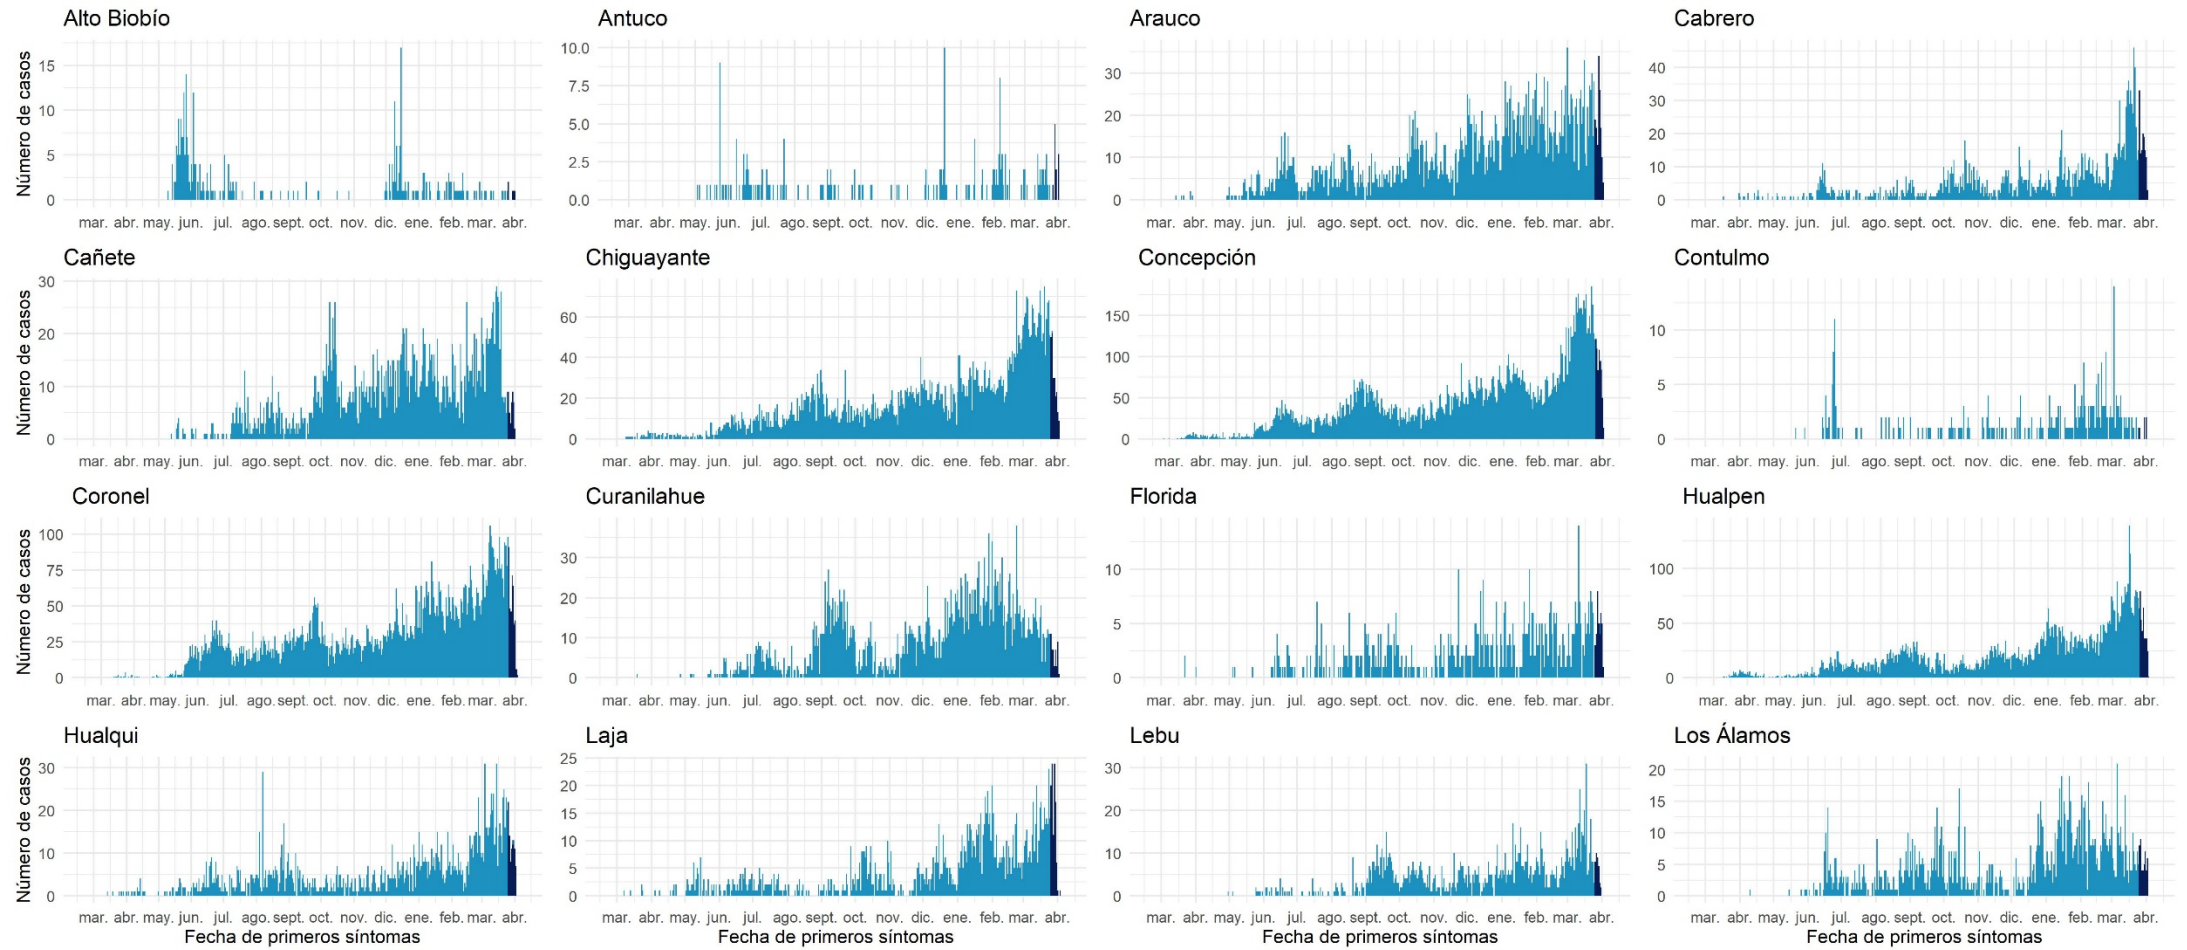 Alto Biobío
Número de casos
15
10
5
0
mar. abr. may. jun. jul. ago. sept. oct. nov. dic. ene. feb. mar. abr.
Antuco
10.0
7.5
5.0
2.5
0.0
mar. abr. may. jun. jul. ago. sept. oct. nov. dic. ene. feb. mar. abr.
Arauco
30
20
10
0
mar. abr. may. jun. jul. ago. sept. oct. nov. dic. ene. feb. mar. abr.
Cabrero
40
30
20
10
0
mar. abr. may. jun. jul. ago. sept. oct. nov. dic. ene. feb. mar. abr.
Cañete
Número de casos
30
20
10
0
mar. abr. may. jun. jul. ago. sept. oct. nov. dic. ene. feb. mar. abr.
Chiguayante
60
40
20
0
mar. abr. may. jun. jul. ago. sept. oct. nov. dic. ene. feb. mar. abr.
Concepción
150
100
50
0
mar. abr. may. jun. jul. ago. sept. oct. nov. dic. ene. feb. mar. abr.
Contulmo
10
5
0
mar. abr. may. jun. jul. ago. sept. oct. nov. dic. ene. feb. mar. abr.
Coronel
Número de casos
100
75
50
25
0
mar. abr. may. jun. jul. ago. sept. oct. nov. dic. ene. feb. mar. abr.
Curanilahue
30
20
10
0
mar. abr. may. jun. jul. ago. sept. oct. nov. dic. ene. feb. mar. abr.
Florida
10
5
0
mar. abr. may. jun. jul. ago. sept. oct. nov. dic. ene. feb. mar. abr.
Hualpen
100
50
0
mar. abr. may. jun. jul. ago. sept. oct. nov. dic. ene. feb. mar. abr.
Hualqui
Número de casos
30
20
10
0
mar. abr. may. jun. jul. ago. sept. oct. nov. dic. ene. feb. mar. abr.
Fecha de primeros síntomas
Laja
25
20
15
10
5
0
mar. abr. may. jun. jul. ago. sept. oct. nov. dic. ene. feb. mar. abr.
Fecha de primeros síntomas
Lebu
30
20
10
0
mar. abr. may. jun. jul. ago. sept. oct. nov. dic. ene. feb. mar. abr.
Fecha de primeros síntomas
Los Álamos
20
15
10
5
0
mar. abr. may. jun. jul. ago. sept. oct. nov. dic. ene. feb. mar. abr.
Fecha de primeros síntomas